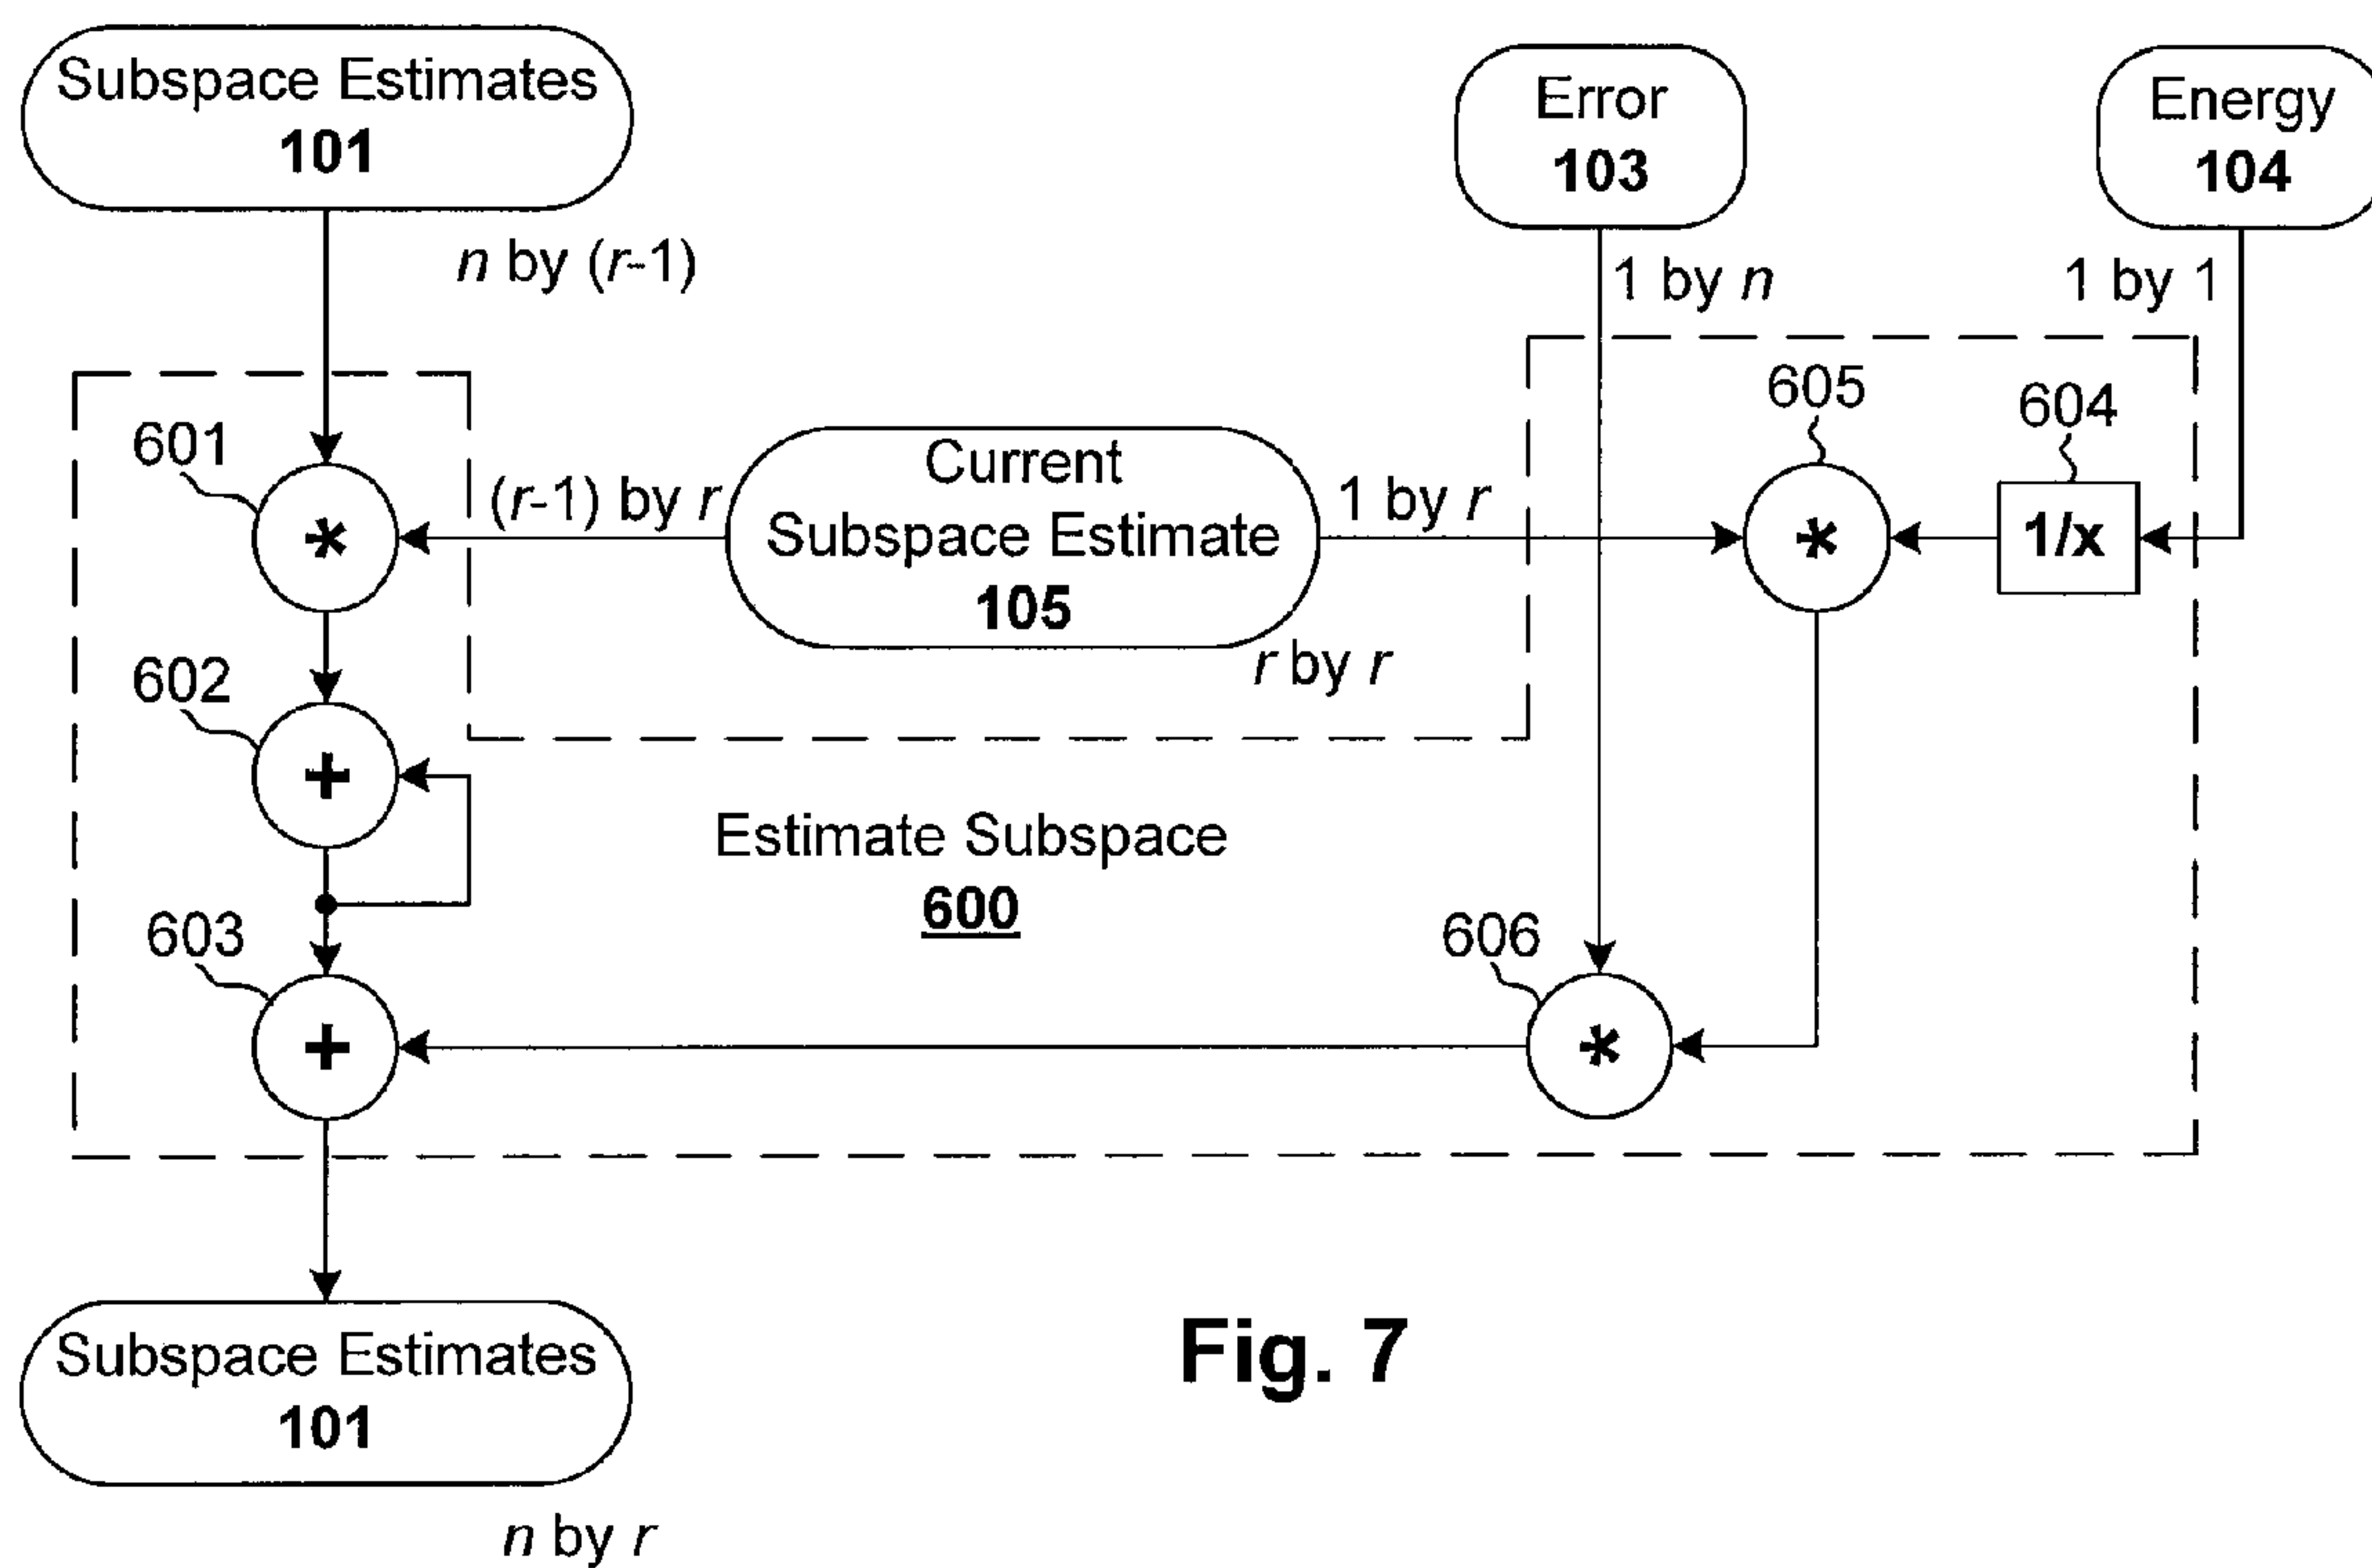 Subspace Estimates
101
Error
103
Energy
104
n by (r-1)
1 by n
1 by 1
601
(r-1) by r
Current
Subspace Estimate
105
1 by r
605
604
*
*
1/x
r by r
602
+
Estimate Subspace
600
603
606
+
*
Subspace Estimates
101
Fig. 7
n by r